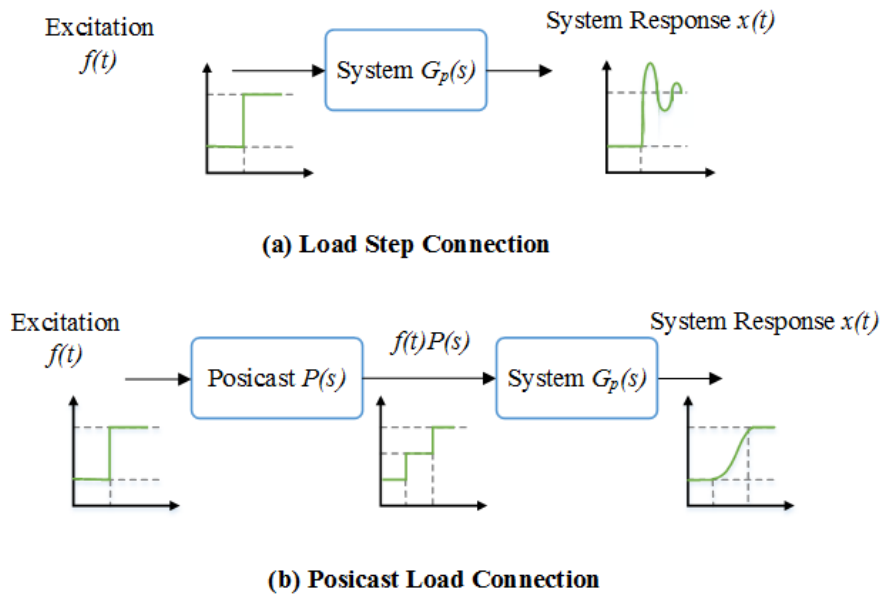 Excitation
f(t)
System Gp(s)
System Response x(t)
(a) Load Step Connection
Excitation
f(t)
Posicast P(s)
f(t)P(s)
System Gp(s)
System Response x(t)
(b) Posicast Load Connection